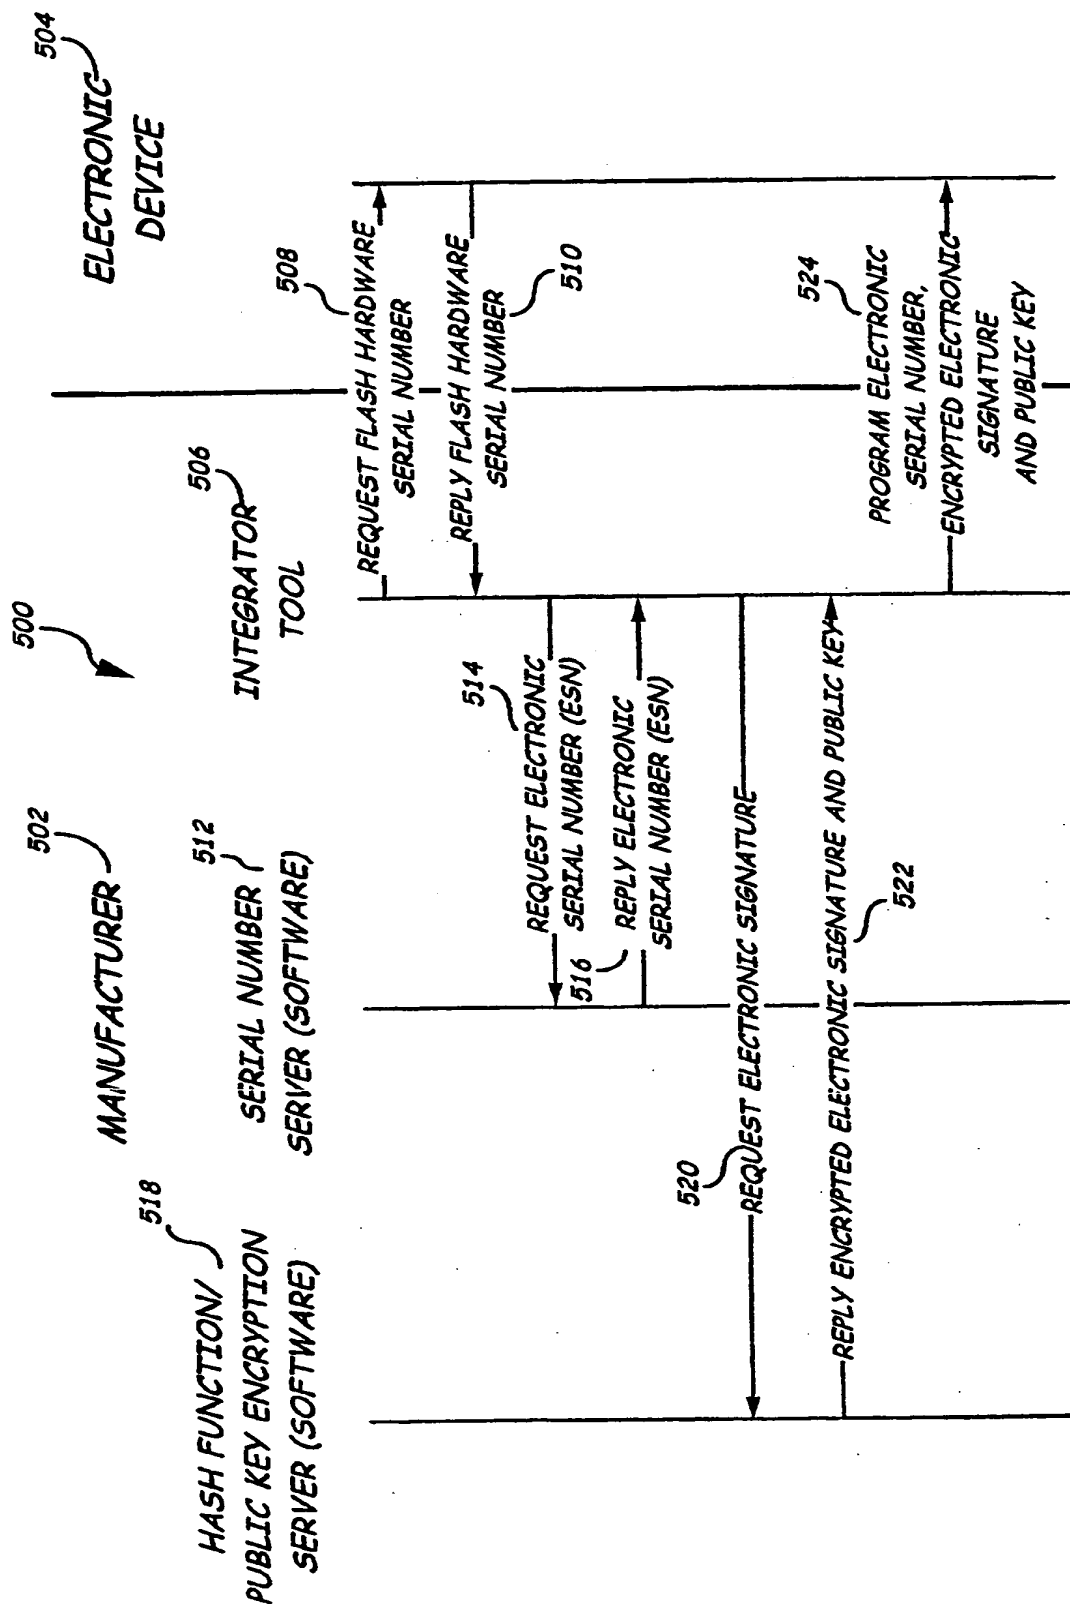 500
MANUFACTURER
502
ELECTRONIC
DEVICE
504
HASH FUNCTION/
PUBLIC KEY ENCRYPTION
SERVER (SOFTWARE)
518
SERIAL NUMBER
SERVER (SOFTWARE)
512
INTEGRATOR
TOOL
506
REQUEST FLASH HARDWARE
SERIAL NUMBER
508
REPLY FLASH HARDWARE
SERIAL NUMBER
510
REQUEST ELECTRONIC
SERIAL NUMBER (ESN)
514
REPLY ELECTRONIC
SERIAL NUMBER (ESN)
516
REQUEST ELECTRONIC SIGNATURE
520
REPLY ENCRYPTED ELECTRONIC SIGNATURE AND PUBLIC KEY
522
PROGRAM ELECTRONIC
SERIAL NUMBER,
ENCRYPTED ELECTRONIC
SIGNATURE
AND PUBLIC KEY
524